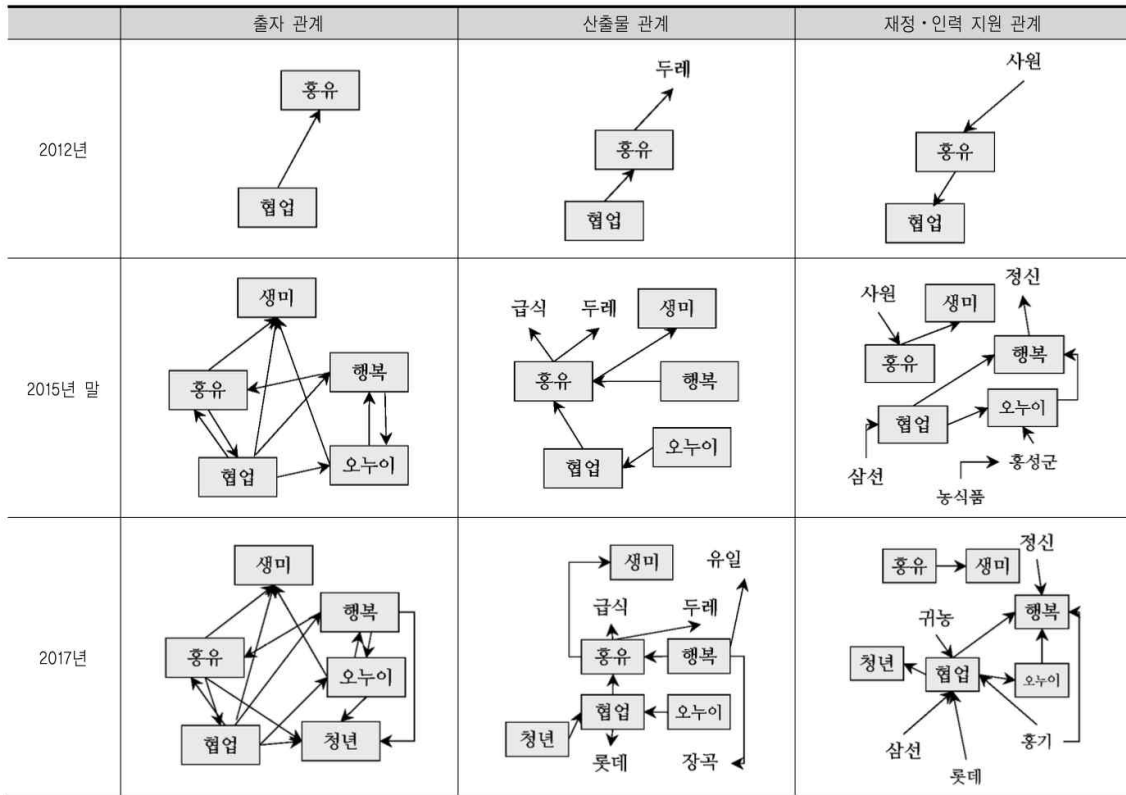 출자 관계
산출물 관계
재정·인력 지원 관계
2012년
홍유
협업
두레
홍유
협업
사원
홍유
협업
2015년 말
생미
홍유
행복
협업
오누이
급식
두레
생미
홍유
행복
협업
오누이
사원
생미
정신
홍유
행복
협업
오누이
삼선
홍성군
농식품
2017년
생미
행복
홍유
오누이
협업
청년
생미
유일
급식
두레
홍유
행복
협업
오누이
청년
롯데
장곡
정신
홍유
생미
행복
귀농
청년
협업
오누이
삼선
홍기
롯데